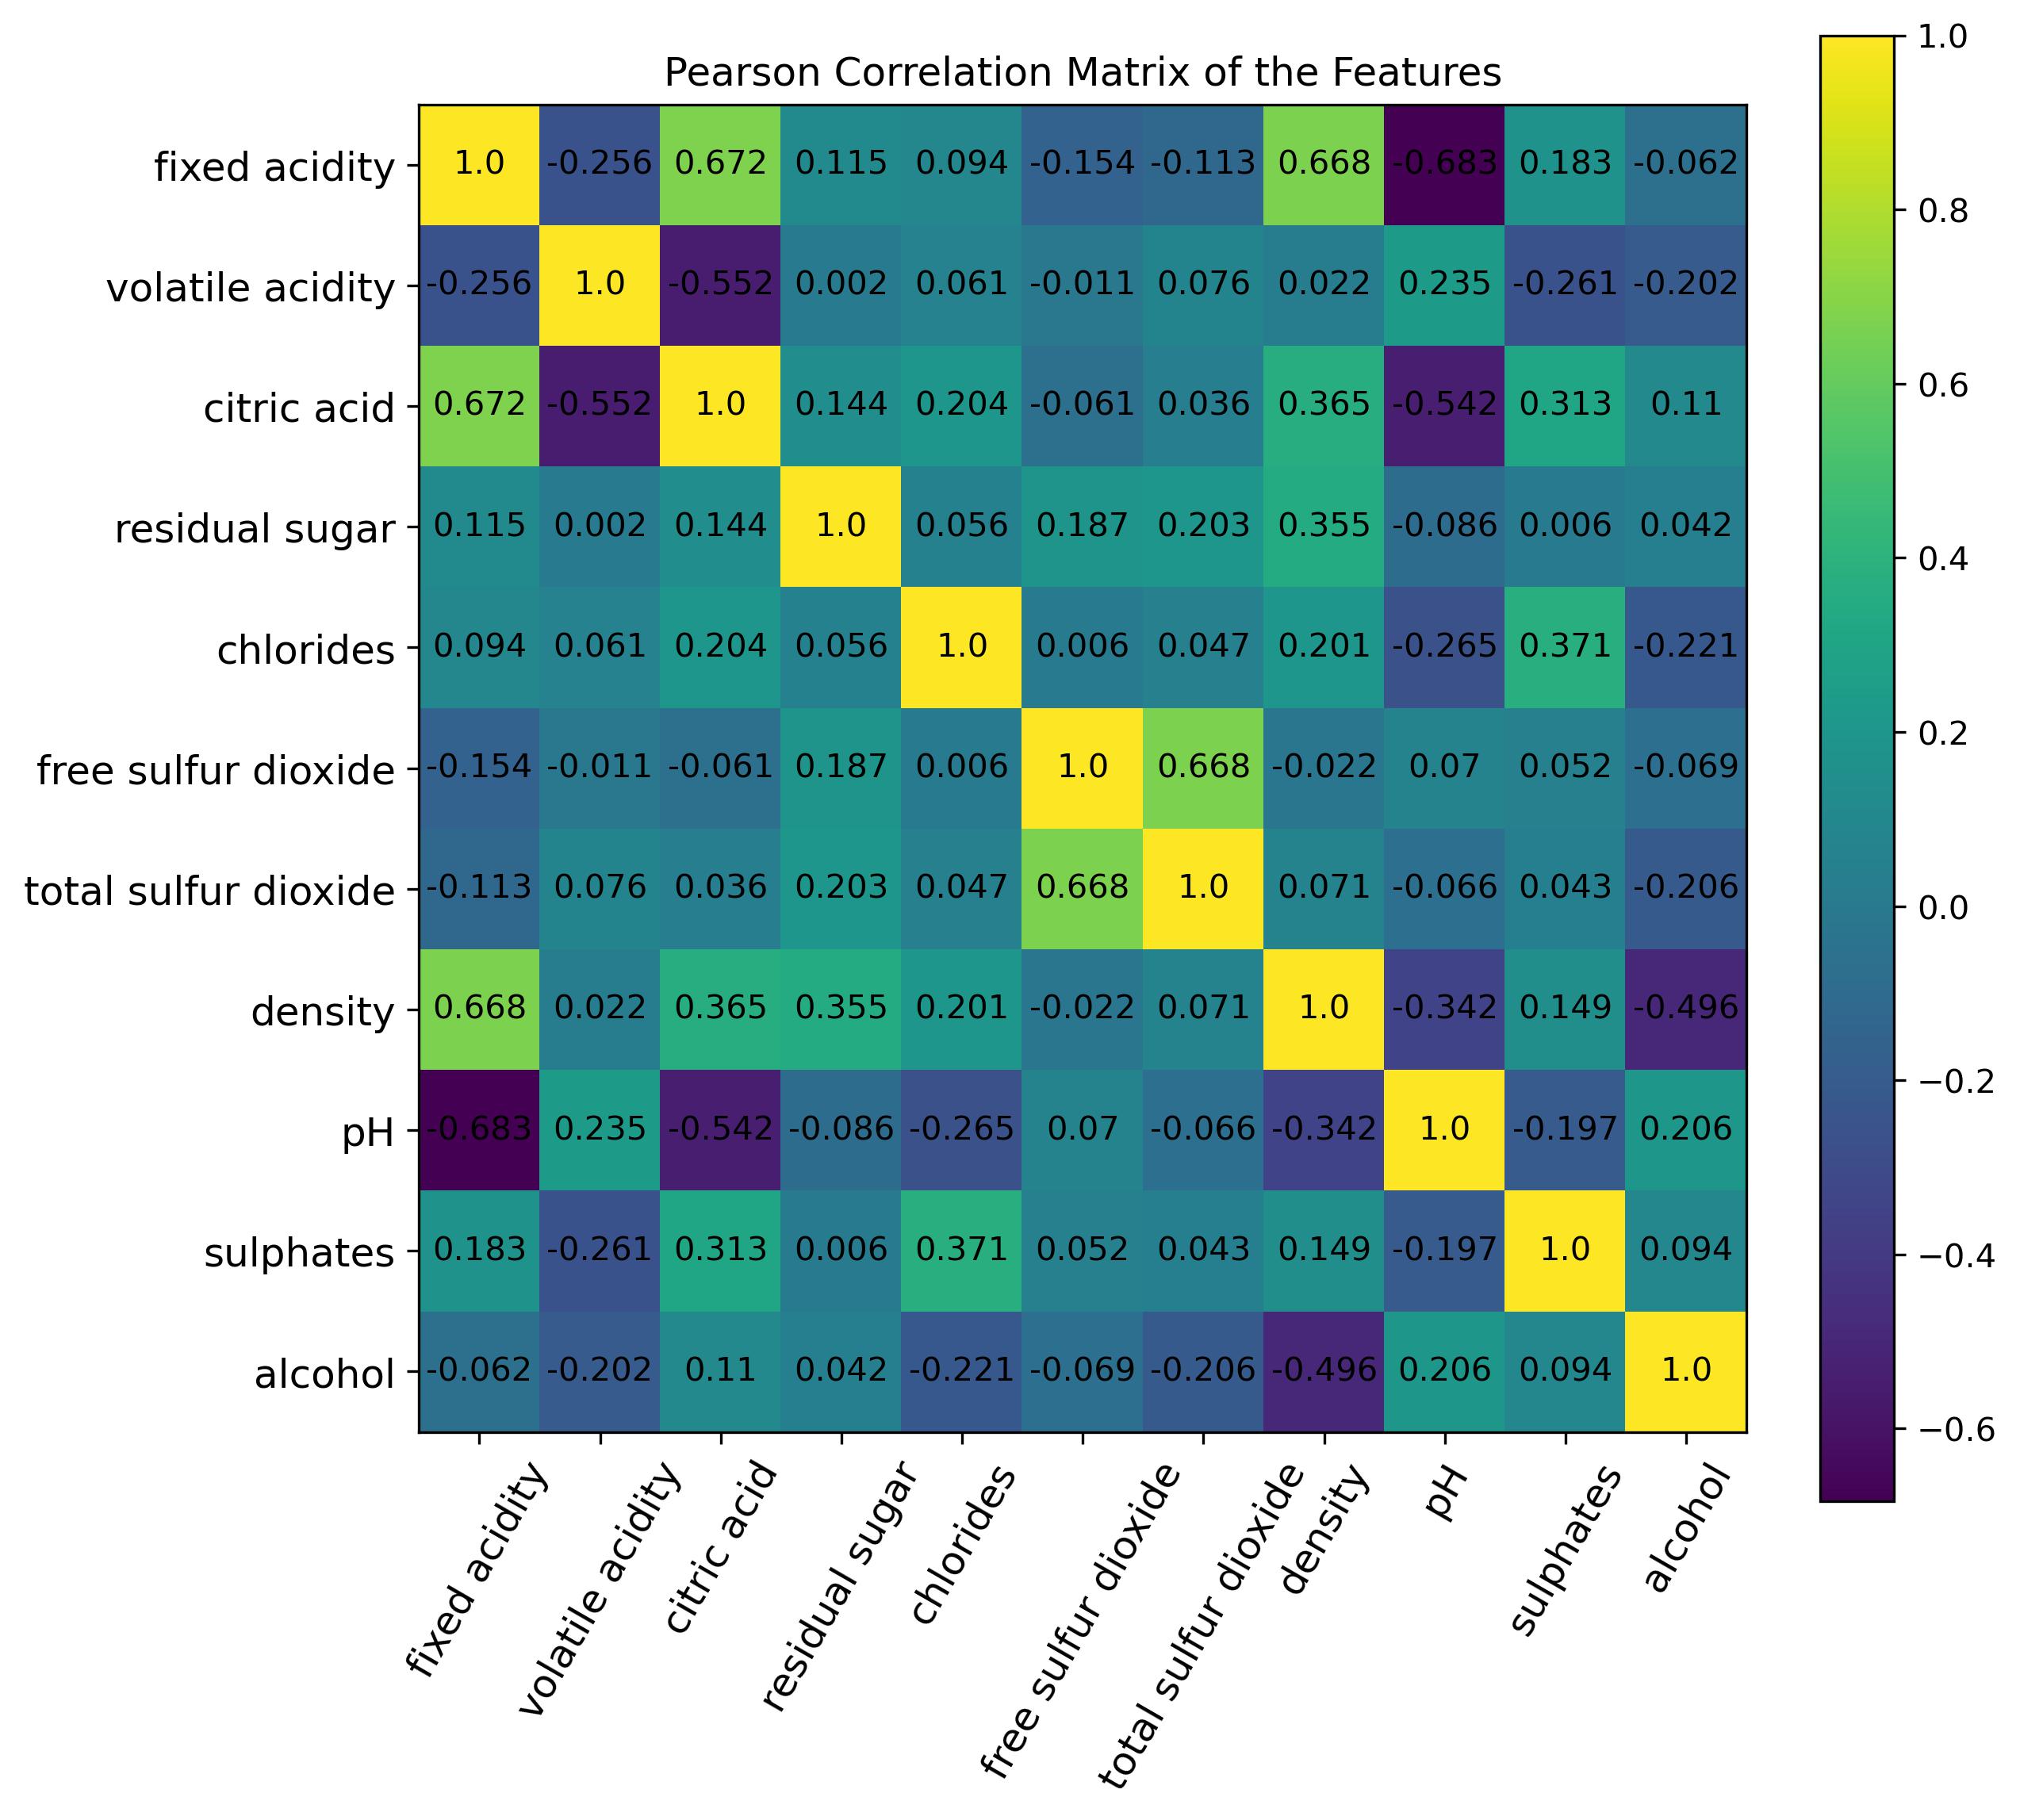 Pearson Correlation Matrix of the Features
fixed acidity 1.0 -0.256 0.672 0.115 0.094 -0.154 -0.113 0.668 -0.683 0.183 -0.062
volatile acidity -0.256 1.0 -0.552 0.002 0.061 -0.011 0.076 0.022 0.235 -0.261 -0.202
citric acid 0.672 -0.552 1.0 0.144 0.204 -0.061 0.036 0.365 -0.542 0.313 0.11
residual sugar 0.115 0.002 0.144 1.0 0.056 0.187 0.203 0.355 -0.086 0.006 0.042
chlorides 0.094 0.061 0.204 0.056 1.0 0.006 0.047 0.201 -0.265 0.371 -0.221
free sulfur dioxide -0.154 -0.011 -0.061 0.187 0.006 1.0 0.668 -0.022 0.07 0.052 -0.069
total sulfur dioxide -0.113 0.076 0.036 0.203 0.047 0.668 1.0 0.071 -0.066 0.043 -0.206
density 0.668 0.022 0.365 0.355 0.201 -0.022 0.071 1.0 -0.342 0.149 -0.496
pH -0.683 0.235 -0.542 -0.086 -0.265 0.07 -0.066 -0.342 1.0 -0.197 0.206
sulphates 0.183 -0.261 0.313 0.006 0.371 0.052 0.043 0.149 -0.197 1.0 0.094
alcohol -0.062 -0.202 0.11 0.042 -0.221 -0.069 -0.206 -0.496 0.206 0.094 1.0
fixed acidity
volatile acidity
citric acid
residual sugar
chlorides
free sulfur dioxide
total sulfur dioxide
density
pH
sulphates
alcohol
1.0
0.8
0.6
0.4
0.2
0.0
−0.2
−0.4
−0.6